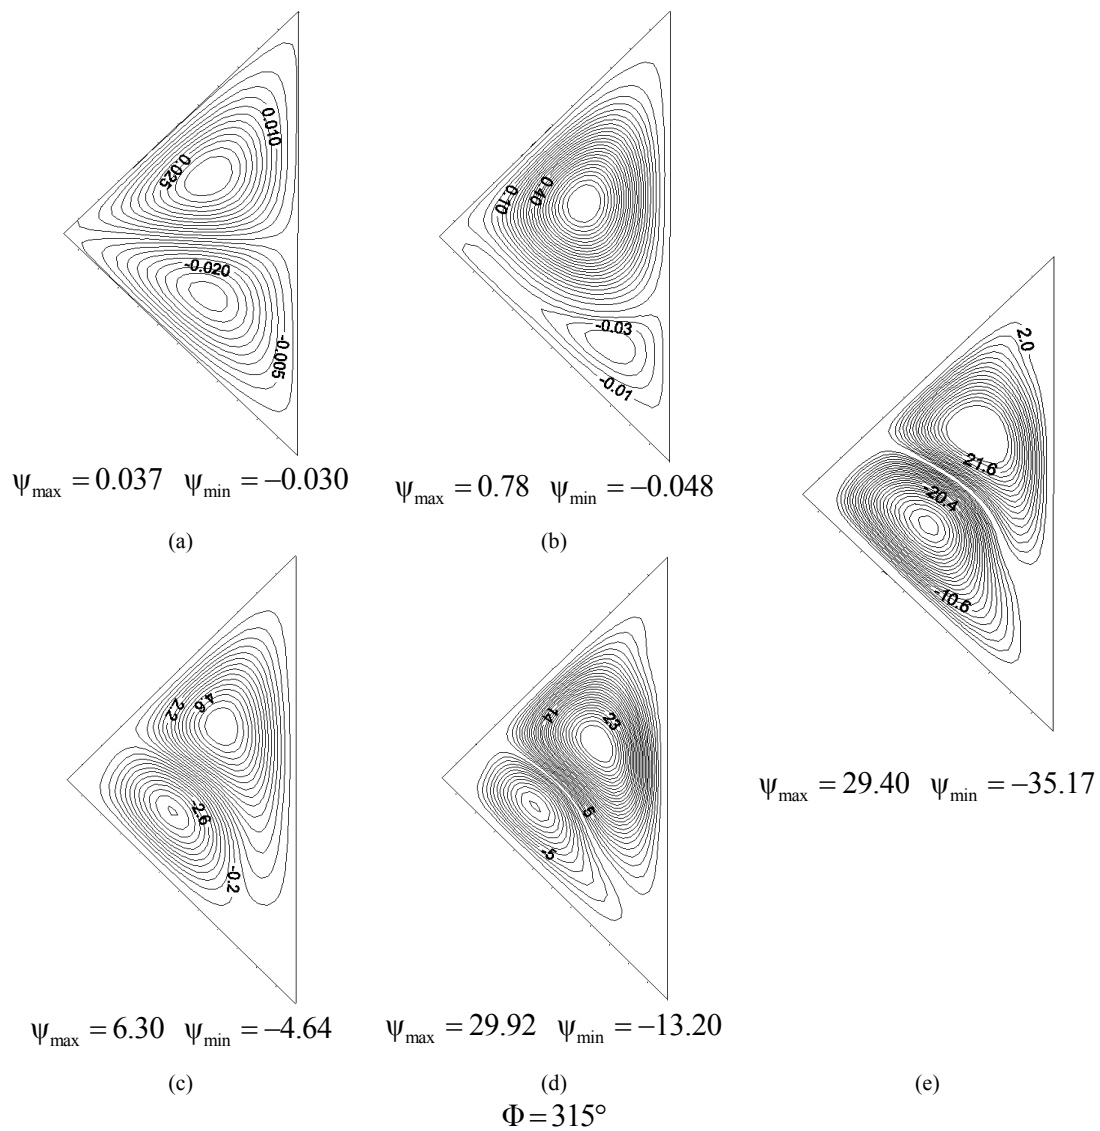 0.010
0.025
-0.020
-0.005
ψmax = 0.037 ψmin = −0.030
(a)
0.40
0.10
-0.03
-0.01
ψmax = 0.78 ψmin = −0.048
(b)
2.0
21.6
-20.4
-10.6
ψmax = 29.40 ψmin = −35.17
(e)
4.6
2.2
-2.6
-0.2
ψmax = 6.30 ψmin = −4.64
(c)
14
23
5
-5
ψmax = 29.92 ψmin = −13.20
(d)
Φ = 315°